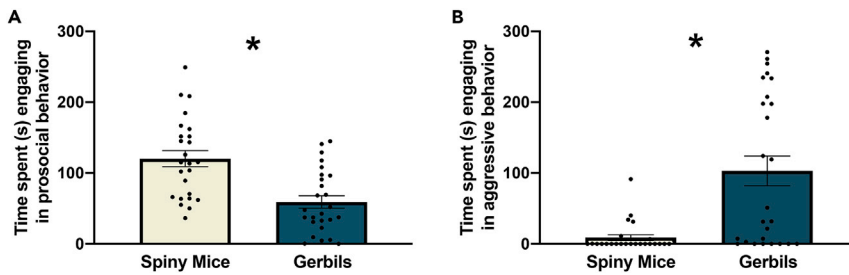 A
Time spent (s) engaging
in prosocial behavior
300
200
100
0
*
Spiny Mice
Gerbils
B
Time spent (s) engaging
in aggressive behavior
300
200
100
0
*
Spiny Mice
Gerbils